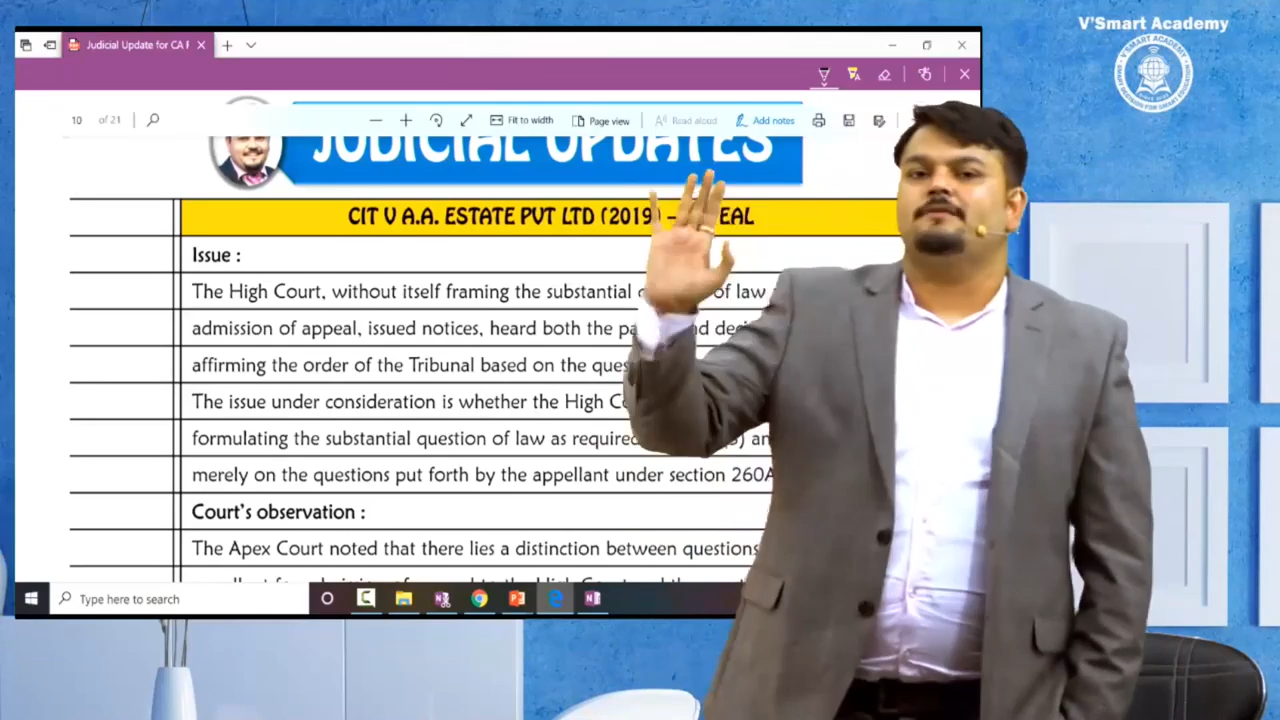 V'Smart Academy
Judicial Update for CA F
10 of 21
Fit to width
Page view
Read aloud
Add notes
JUDICIAL UPDATES
CIT V A.A. ESTATE PVT LTD (2019) –
Issue :
The High Court, without itself framing the substantial of law
admission of appeal, issued notices, heard both the
affirming the order of the Tribunal based on the
The issue under consideration is whether the High
formulating the substantial question of law as required
merely on the questions put forth by the appellant under section 260A
Court's observation :
The Apex Court noted that there lies a distinction between questions
Type here to search